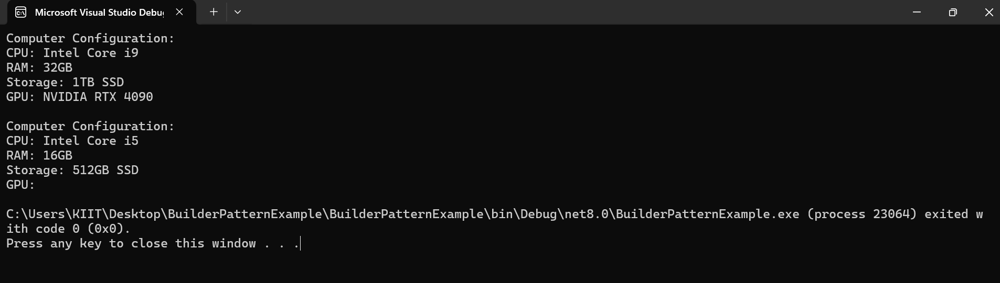 Microsoft Visual Studio Debu
Computer Configuration:
CPU: Intel Core i9
RAM: 32GB
Storage: 1TB SSD
GPU: NVIDIA RTX 4090
Computer Configuration:
CPU: Intel Core i5
RAM: 16GB
Storage: 512GB SSD
GPU:
C:\Users\KIIT\Desktop\BuilderPatternExample\BuilderPatternExample\bin\Debug\net8.0\BuilderPatternExample.exe (process 23064) exited w
ith code 0 (0x0).
Press any key to close this window . . .